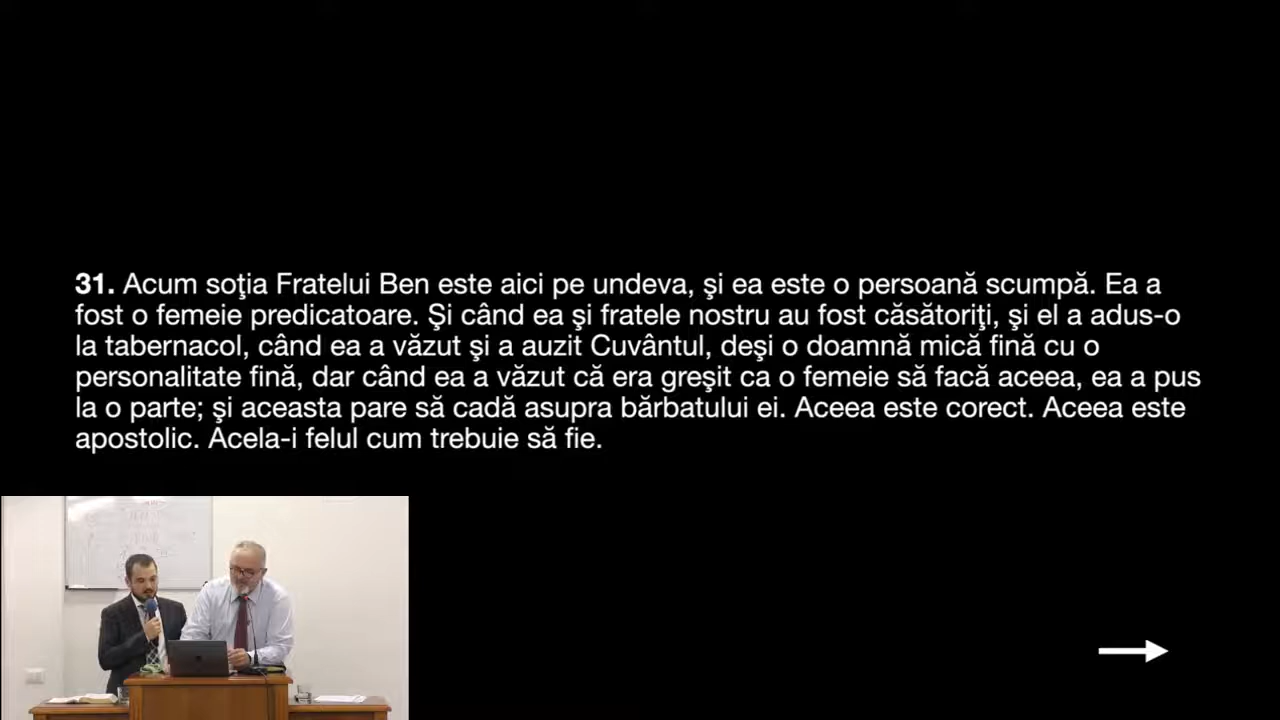 31. Acum soţia Fratelui Ben este aici pe undeva, şi ea este o persoană scumpă. Ea a
fost o femeie predicatoare. Şi când ea şi fratele nostru au fost căsătoriţi, şi el a adus-o
la tabernacol, când ea a văzut şi a auzit Cuvântul, deşi o doamnă mică fină cu o
personalitate fină, dar când ea a văzut că era greşit ca o femeie să facă aceea, ea a pus
la o parte; şi aceasta pare să cadă asupra bărbatului ei. Aceea este corect. Aceea este
apostolic. Acela-i felul cum trebuie să fie.